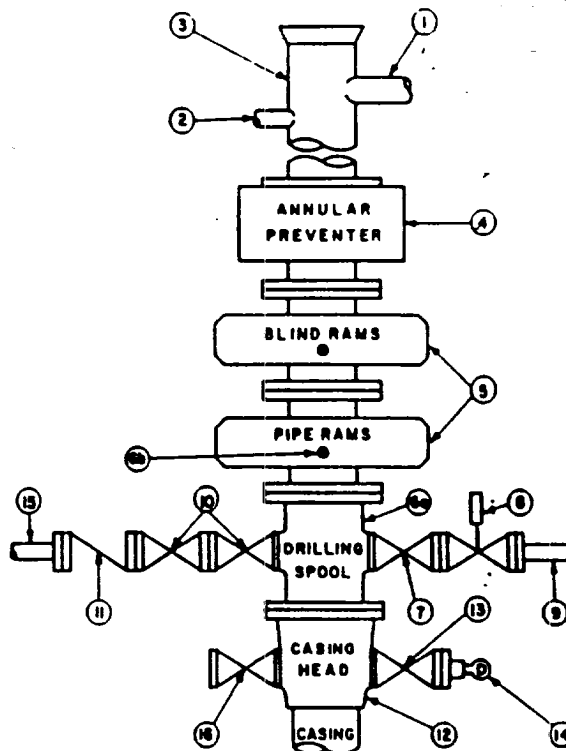 3
1
2
ANNULAR
PREVENTER
4
BLIND RAMS
5
PIPE RAMS
6b
15
10
6a
8
DRILLING
SPOOL
11
7
13
9
CASING
HEAD
16
12
14
CASING